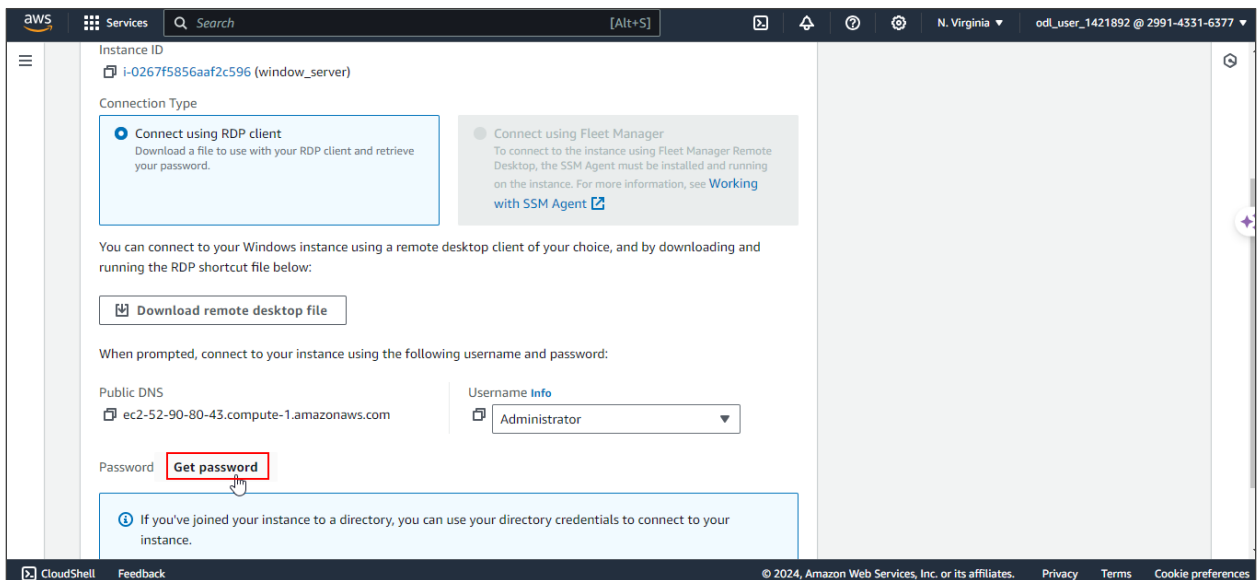 aws Services Search [Alt+S] N. Virginia odl_user_1421892 @ 2991-4331-6377
Instance ID
i-0267f5856aaf2c596 (window_server)
Connection Type
Connect using RDP client
Download a file to use with your RDP client and retrieve
your password.
Connect using Fleet Manager
To connect to the instance using Fleet Manager Remote
Desktop, the SSM Agent must be installed and running
on the instance. For more information, see Working
with SSM Agent
You can connect to your Windows instance using a remote desktop client of your choice, and by downloading and
running the RDP shortcut file below:
Download remote desktop file
When prompted, connect to your instance using the following username and password:
Public DNS
ec2-52-90-80-43.compute-1.amazonaws.com
Username Info
Administrator
Password Get password
If you've joined your instance to a directory, you can use your directory credentials to connect to your
instance.
CloudShell Feedback © 2024, Amazon Web Services, Inc. or its affiliates. Privacy Terms Cookie preferences